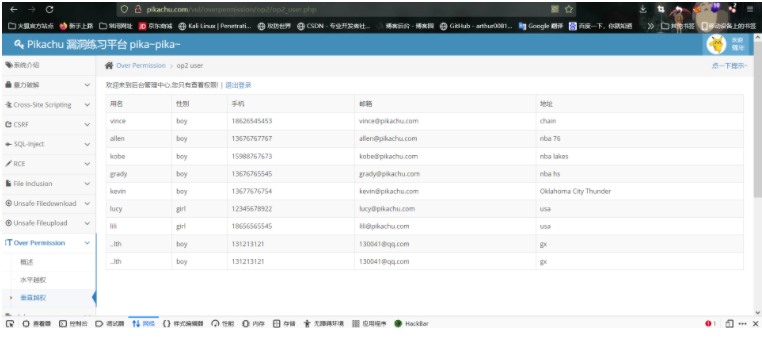 pikachu.com/vul/overpermission/op2/op2_user.php
火狐官方站点 新手上路 常用网址 JD 京东商城 Kali Linux | Penetrati... 攻防世界 CSDN - 专业开发者社... 博客后台 - 博客园 GitHub - arthur0081... Google 翻译 百度一下,你就知道 其他书签 移动设备上的书签
Pikachu 漏洞练习平台 pika~pika~
欢迎
系统介绍
Over Permission > op2 user
点一下提示~
暴力破解
欢迎来到后台管理中心,您只有查看权限!| 退出登录
Cross-Site Scripting
CSRF
SQL-Inject
RCE
File Inclusion
Unsafe Filedownload
Unsafe Fileupload
Over Permission
概述
水平越权
垂直越权
用名 性别 手机 邮箱 地址
vince boy 18626545453 vince@pikachu.com chain
allen boy 13676767767 allen@pikachu.com nba 76
kobe boy 15988767673 kobe@pikachu.com nba lakes
grady boy 13676765545 grady@pikachu.com nba hs
kevin boy 13677676754 kevin@pikachu.com Oklahoma City Thunder
lucy girl 12345678922 lucy@pikachu.com usa
lili girl 18656565545 lili@pikachu.com usa
..lth boy 131213121 130041@qq.com gx
..lth boy 131213121 130041@qq.com gx
查看器 控制台 调试器 网络 样式编辑器 性能 内存 存储 无障碍环境 应用程序 HackBar 1